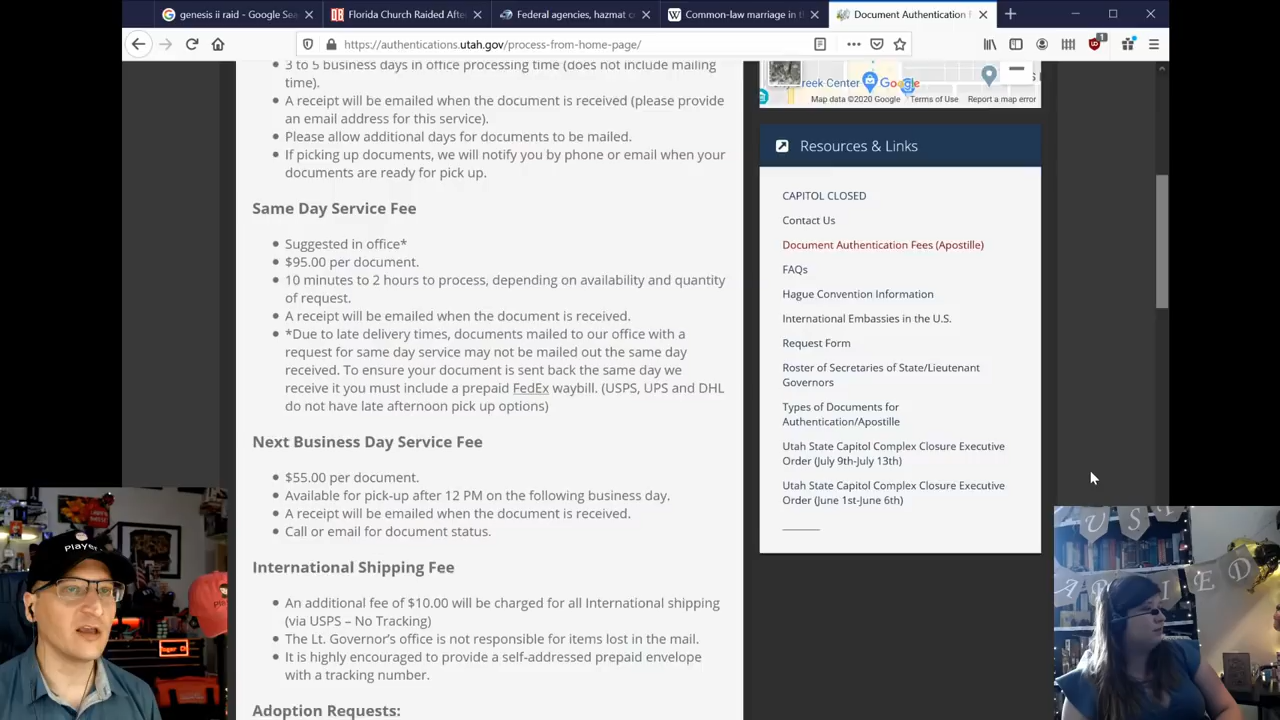 genesis ii raid - Google Sea
Florida Church Raided Afte
Federal agencies, hazmat c
Common-law marriage in t
Document Authentication F
https://authentications.utah.gov/process-from-home-page/
1
3 to 5 business days in office processing time (does not include mailing
time).
A receipt will be emailed when the document is received (please provide
an email address for this service).
Please allow additional days for documents to be mailed.
If picking up documents, we will notify you by phone or email when your
documents are ready for pick up.
Same Day Service Fee
Suggested in office*
$95.00 per document.
10 minutes to 2 hours to process, depending on availability and quantity
of request.
A receipt will be emailed when the document is received.
*Due to late delivery times, documents mailed to our office with a
request for same day service may not be mailed out the same day
received. To ensure your document is sent back the same day we
receive it you must include a prepaid FedEx waybill. (USPS, UPS and DHL
do not have late afternoon pick up options)
Next Business Day Service Fee
$55.00 per document.
Available for pick-up after 12 PM on the following business day.
A receipt will be emailed when the document is received.
Call or email for document status.
International Shipping Fee
An additional fee of $10.00 will be charged for all International shipping
(via USPS – No Tracking)
The Lt. Governor's office is not responsible for items lost in the mail.
It is highly encouraged to provide a self-addressed prepaid envelope
with a tracking number.
Adoption Requests:
reek Center
Google
Map data ©2020 Google
Terms of Use
Report a map error
Resources & Links
CAPITOL CLOSED
Contact Us
Document Authentication Fees (Apostille)
FAQs
Hague Convention Information
International Embassies in the U.S.
Request Form
Roster of Secretaries of State/Lieutenant
Governors
Types of Documents for
Authentication/Apostille
Utah State Capitol Complex Closure Executive
Order (July 9th-July 13th)
Utah State Capitol Complex Closure Executive
Order (June 1st-June 6th)
Player
U S T
R I E D